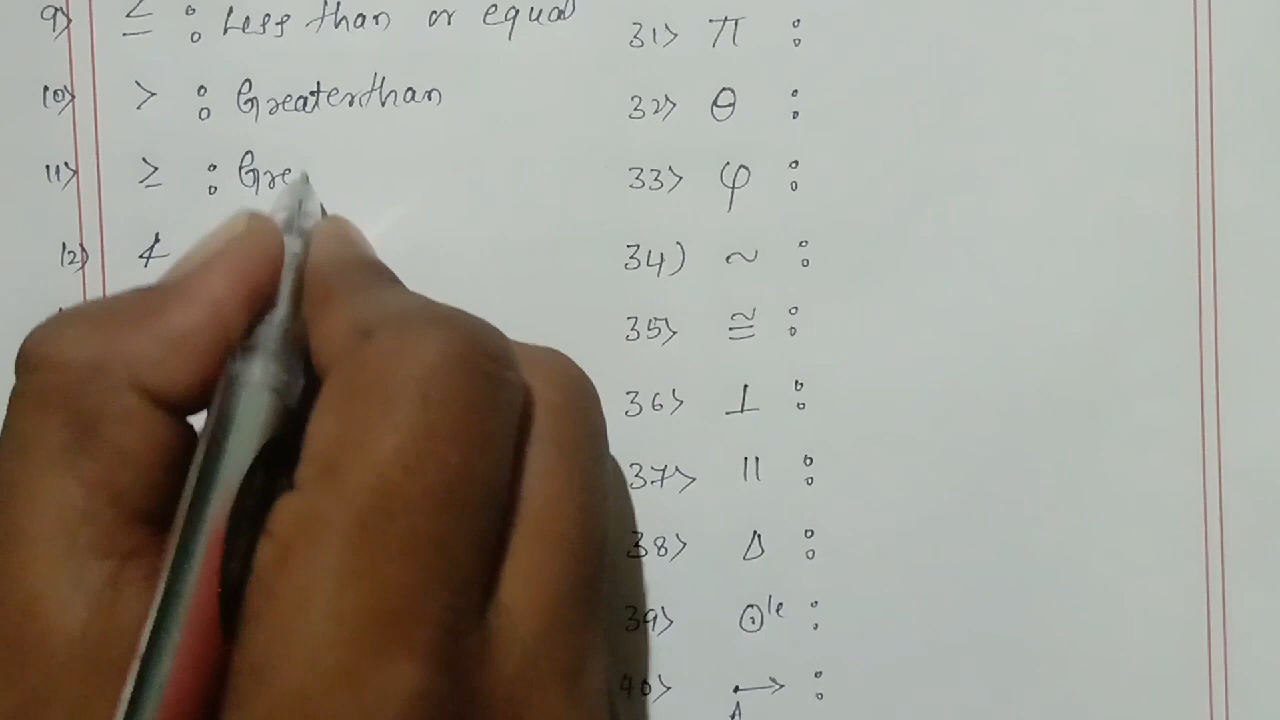 9) ≤ : Less than or equal
10) > : Greaterthan
11) ≥ : Gre
12) ≮
31) π :
32) θ :
33) φ :
34) ~ :
35) ≅ :
36) ⊥ :
37) || :
38) Δ :
39) ⊙le :
40) •→ :
A